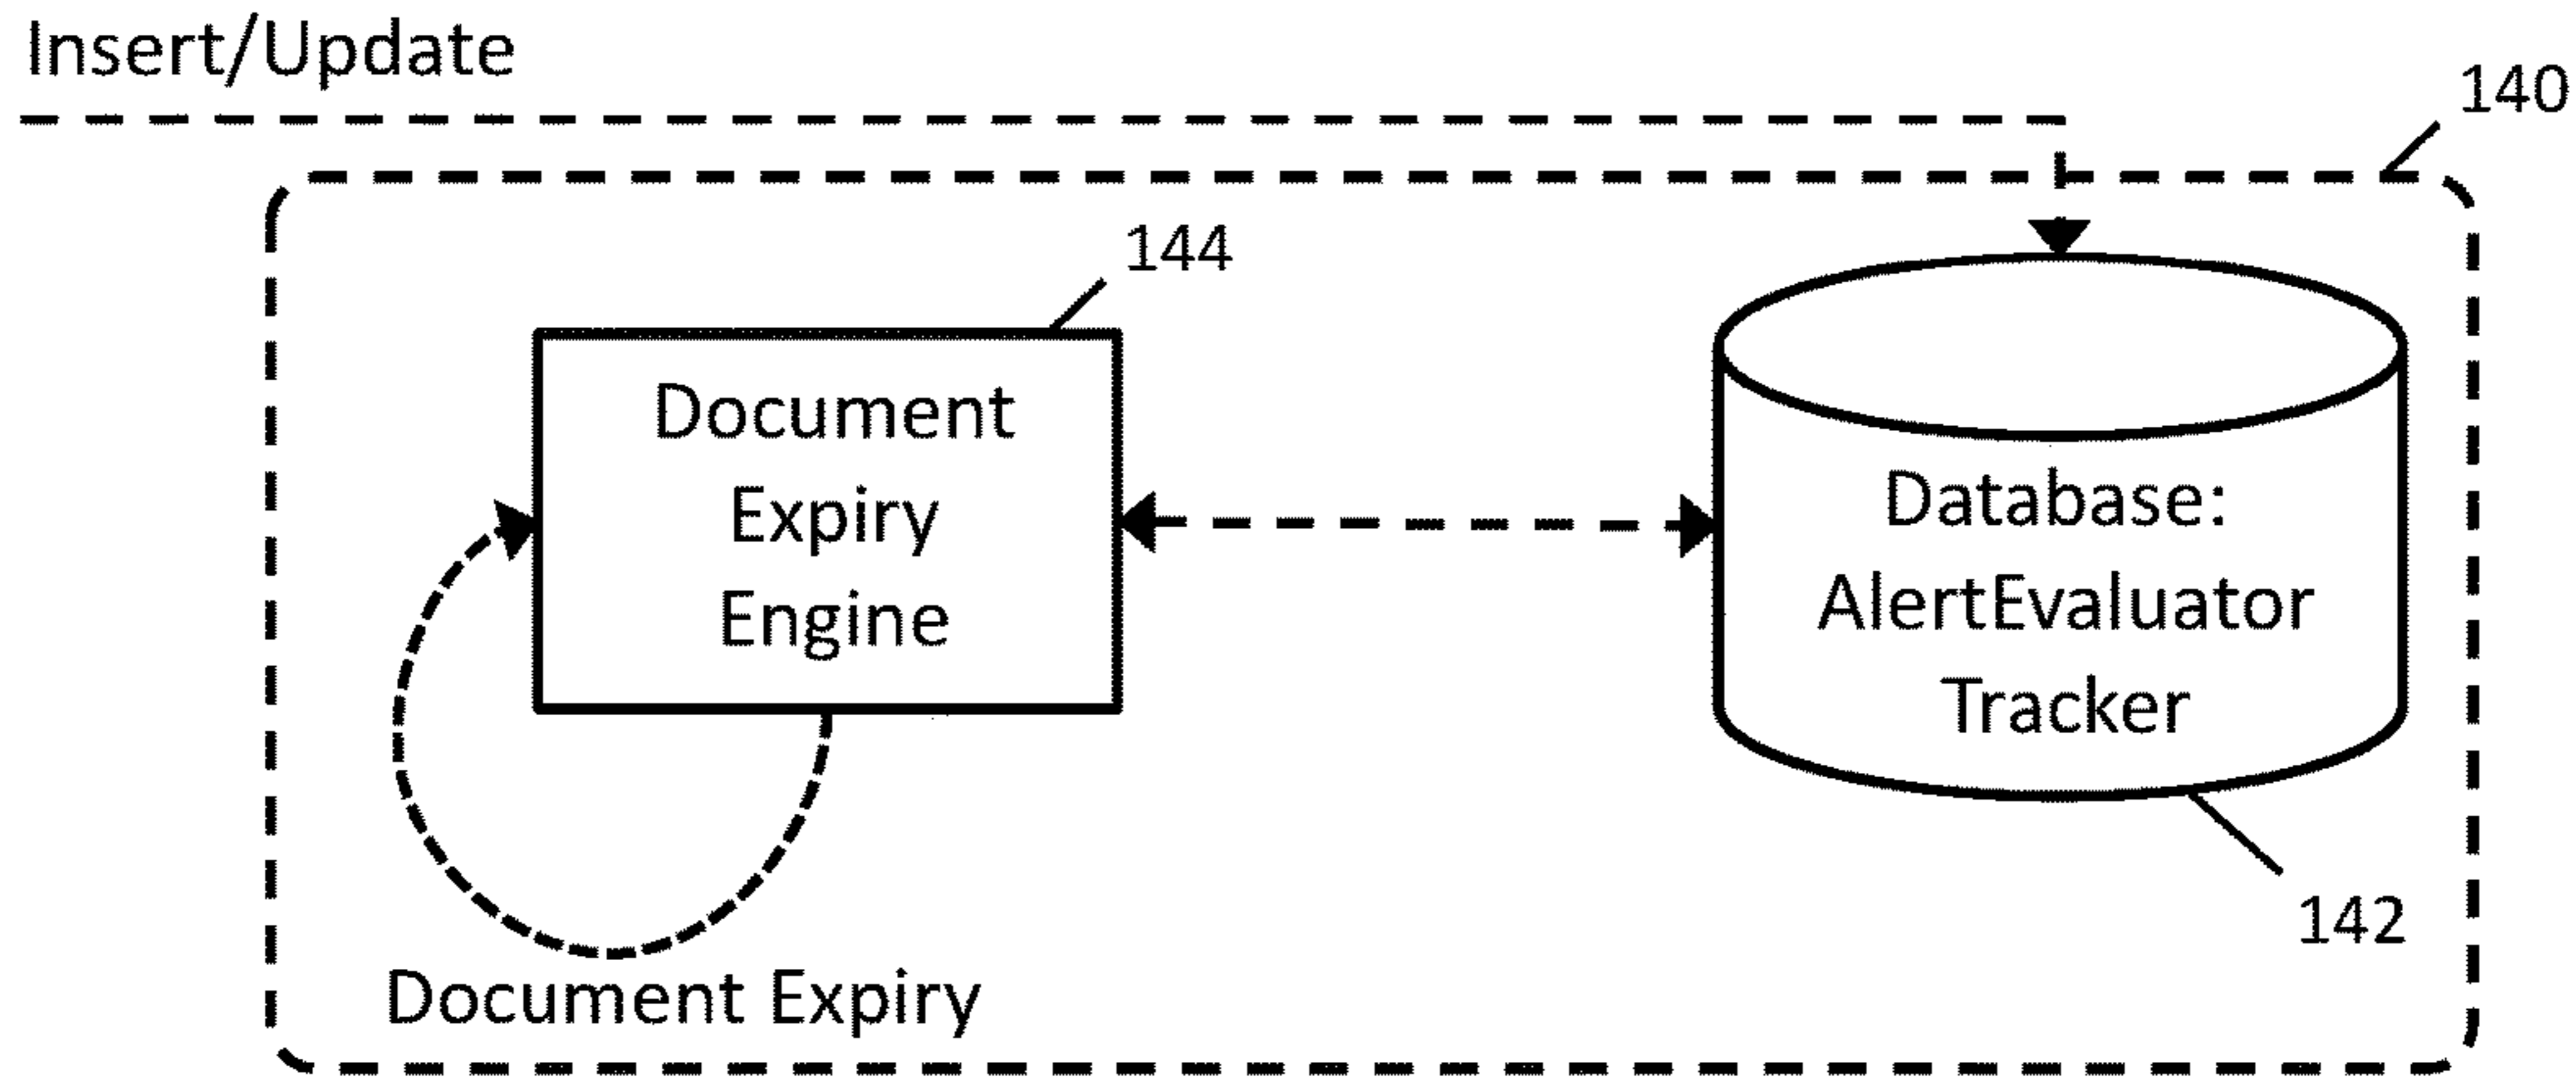 Insert/Update
140
144
Document
Expiry
Engine
Database:
AlertEvaluator
Tracker
142
Document Expiry